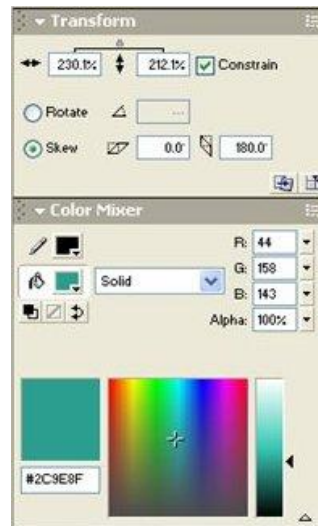 Transform
230.1% 212.1% Constrain
Rotate ...
Skew 0.0° 180.0°
Color Mixer
R: 44
G: 158
Solid
B: 143
Alpha: 100%
#2C9E8F